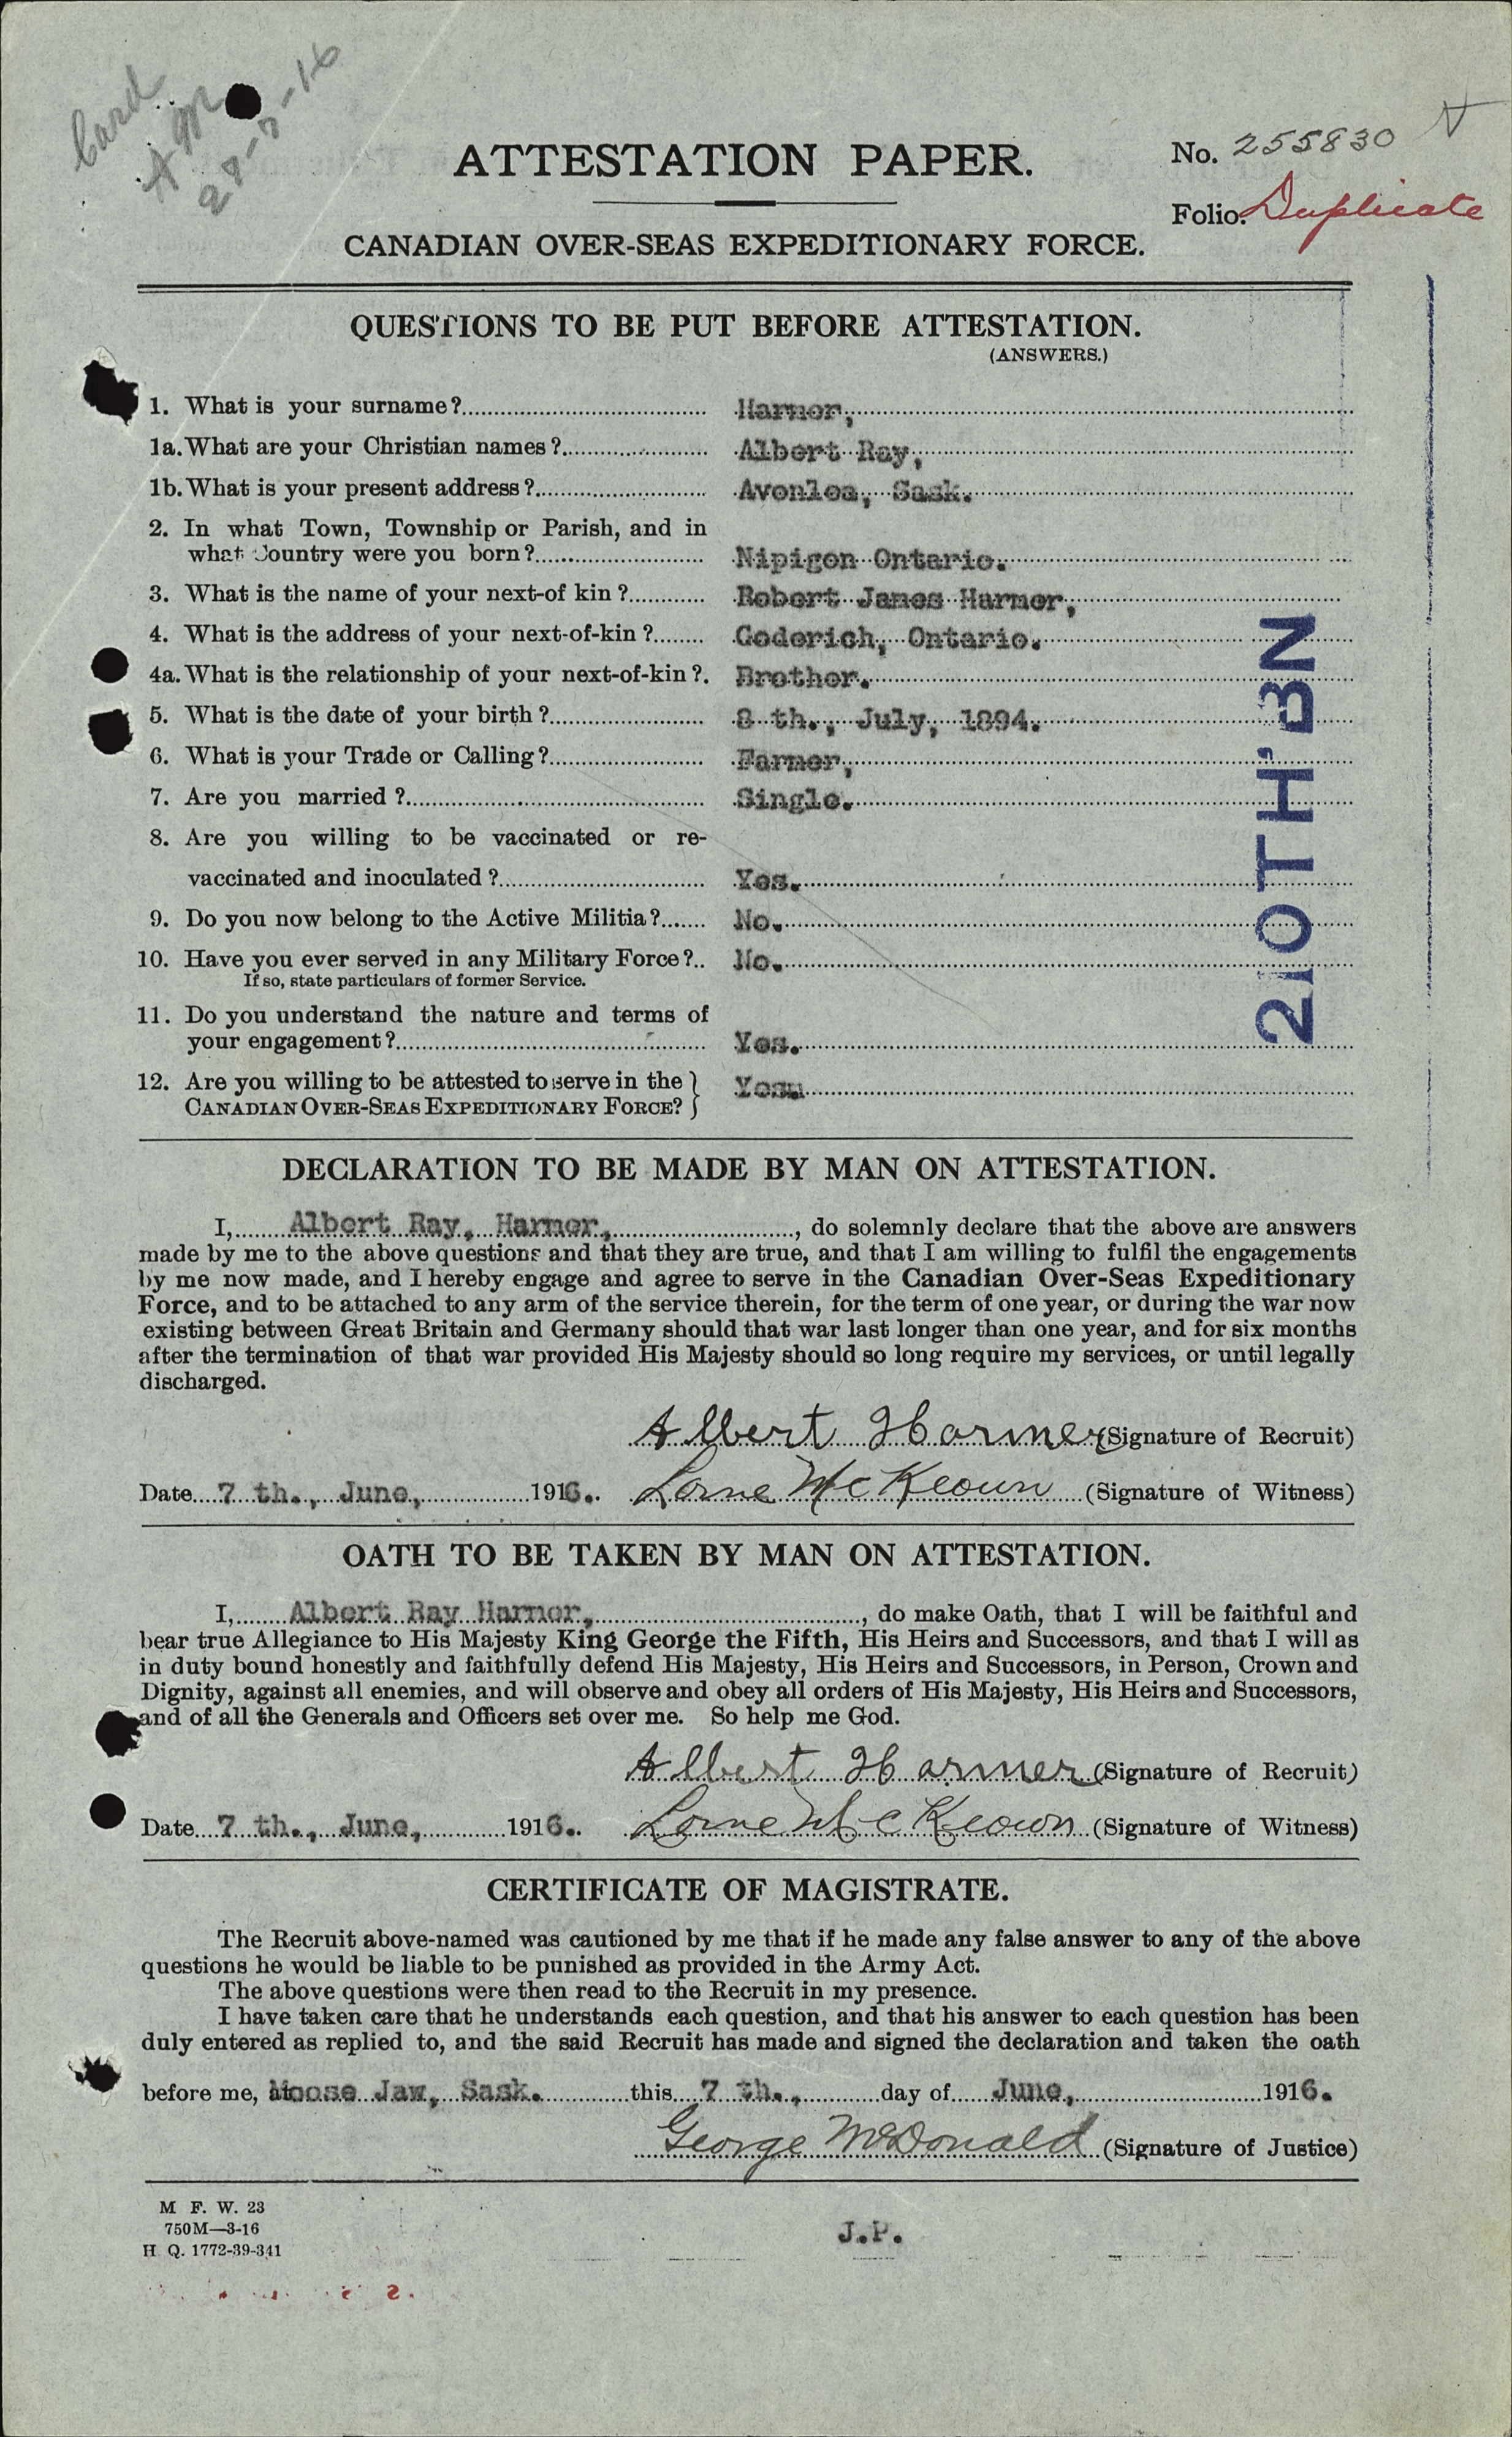 Card
27-7-16
ATTESTATION PAPER.
No. 255830
Folio. Duplicate
CANADIAN OVER-SEAS EXPEDITIONARY FORCE.
QUESTIONS TO BE PUT BEFORE ATTESTATION.
(ANSWERS.)
1. What is your surname? Harmer,
1a. What are your Christian names? Albert Ray,
1b. What is your present address? Avonlea, Sask.
2. In what Town, Township or Parish, and in
what Country were you born? Nipigon Ontario.
3. What is the name of your next-of kin? Robert James Harmer,
4. What is the address of your next-of-kin? Goderich, Ontario.
4a. What is the relationship of your next-of-kin? Brother.
5. What is the date of your birth? 8 th., July, 1894.
6. What is your Trade or Calling? Farmer,
7. Are you married? Single.
8. Are you willing to be vaccinated or re-
vaccinated and inoculated? Yes.
9. Do you now belong to the Active Militia? No.
10. Have you ever served in any Military Force? No.
If so, state particulars of former Service.
11. Do you understand the nature and terms of
your engagement? Yes.
12. Are you willing to be attested to serve in the
CANADIAN OVER-SEAS EXPEDITIONARY FORCE? Yes.
210TH' BN
DECLARATION TO BE MADE BY MAN ON ATTESTATION.
I, Albert Ray, Harmer, , do solemnly declare that the above are answers
made by me to the above questions and that they are true, and that I am willing to fulfil the engagements
by me now made, and I hereby engage and agree to serve in the Canadian Over-Seas Expeditionary
Force, and to be attached to any arm of the service therein, for the term of one year, or during the war now
existing between Great Britain and Germany should that war last longer than one year, and for six months
after the termination of that war provided His Majesty should so long require my services, or until legally
discharged.
Albert Harmer (Signature of Recruit)
Date 7 th., June, 1916. Lorne McKeown (Signature of Witness)
OATH TO BE TAKEN BY MAN ON ATTESTATION.
I, Albert Ray Harmer, , do make Oath, that I will be faithful and
bear true Allegiance to His Majesty King George the Fifth, His Heirs and Successors, and that I will as
in duty bound honestly and faithfully defend His Majesty, His Heirs and Successors, in Person, Crown and
Dignity, against all enemies, and will observe and obey all orders of His Majesty, His Heirs and Successors,
and of all the Generals and Officers set over me. So help me God.
Albert Harmer (Signature of Recruit)
Date 7 th., June, 1916. Lorne McKeown (Signature of Witness)
CERTIFICATE OF MAGISTRATE.
The Recruit above-named was cautioned by me that if he made any false answer to any of the above
questions he would be liable to be punished as provided in the Army Act.
The above questions were then read to the Recruit in my presence.
I have taken care that he understands each question, and that his answer to each question has been
duly entered as replied to, and the said Recruit has made and signed the declaration and taken the oath
before me, at Moose Jaw, Sask. this 7 th., day of June, 1916.
George McDonald (Signature of Justice)
M F. W. 23
750M—3-16
H Q. 1772-39-341
J.P.